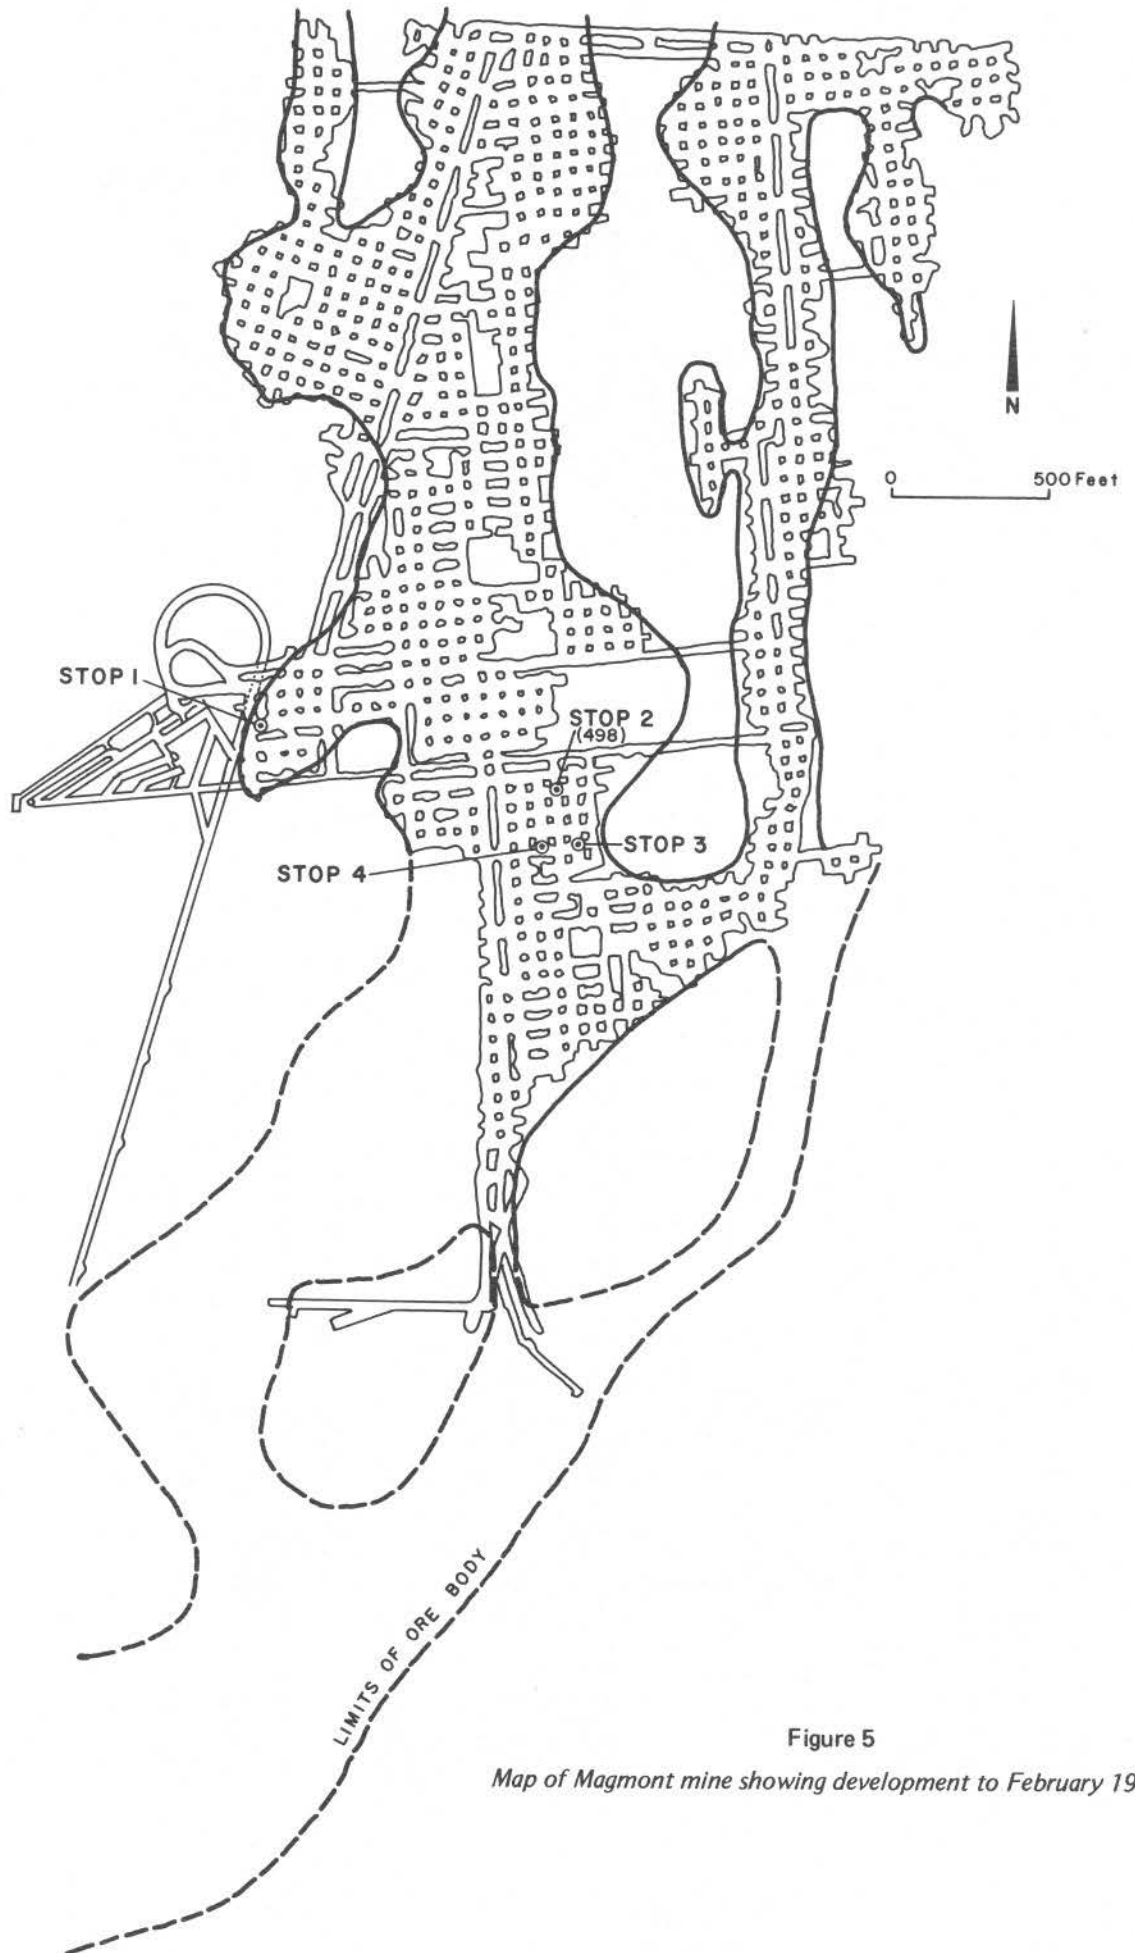 N
0 500 Feet
STOP 1
STOP 2
(498)
STOP 3
STOP 4
LIMITS OF ORE BODY
Figure 5
Map of Magmont mine showing development to February 19